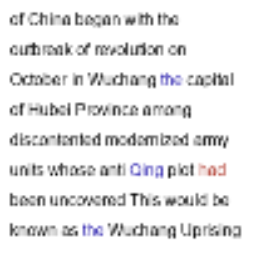 of China began with the
outbreak of revolution on
October in Wuchang the capital
of Hubei Province among
discontented modernized army
units whose anti Qing plot had
been uncovered This would be
known as the Wuchang Uprising